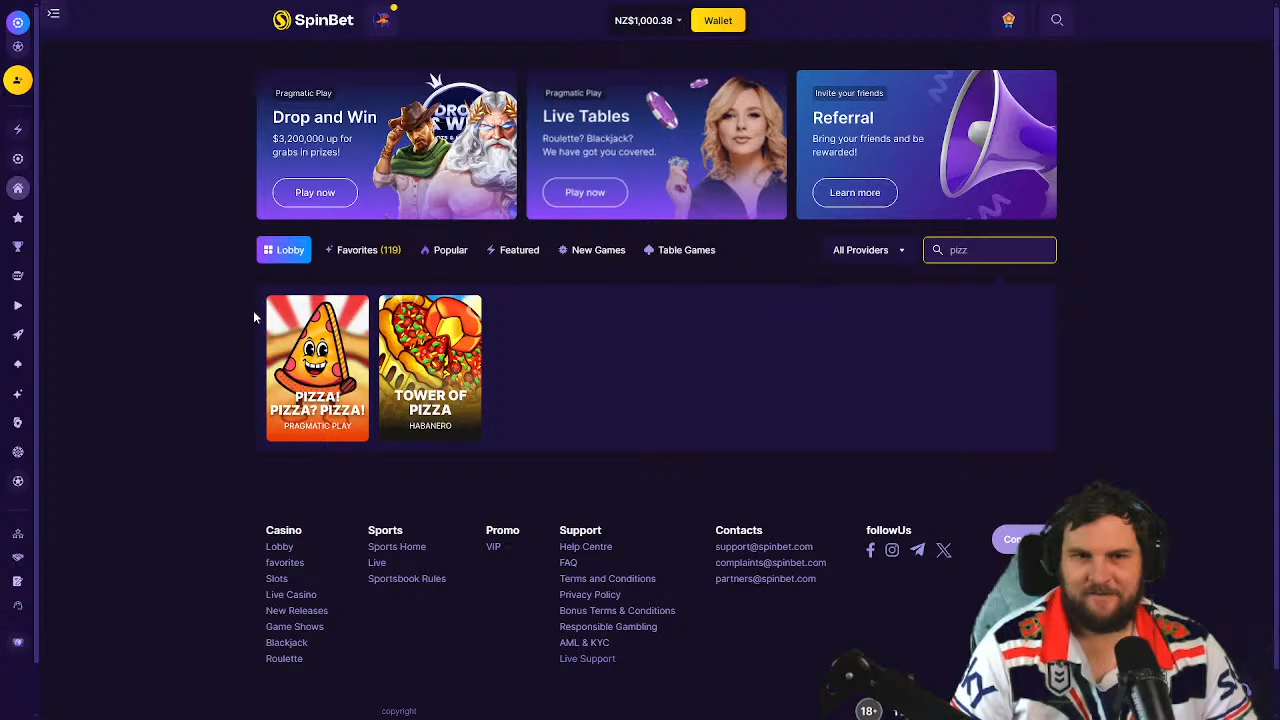 SpinBet
NZ$1,000.38
Wallet
Pragmatic Play
Drop and Win
$3,200,000 up for
grabs in prizes!
Play now
Pragmatic Play
Live Tables
Roulette? Blackjack?
We have got you covered.
Play now
Invite your friends
Referral
Bring your friends and be
rewarded!
Learn more
Lobby
Favorites (119)
Popular
Featured
New Games
Table Games
All Providers
pizz
PIZZA!
PIZZA? PIZZA!
PRAGMATIC PLAY
TOWER OF
PIZZA
HABANERO
Casino
Lobby
favorites
Slots
Live Casino
New Releases
Game Shows
Blackjack
Roulette
Sports
Sports Home
Live
Sportsbook Rules
Promo
VIP
Support
Help Centre
FAQ
Terms and Conditions
Privacy Policy
Bonus Terms & Conditions
Responsible Gambling
AML & KYC
Live Support
Contacts
support@spinbet.com
complaints@spinbet.com
partners@spinbet.com
followUs
18+
copyright